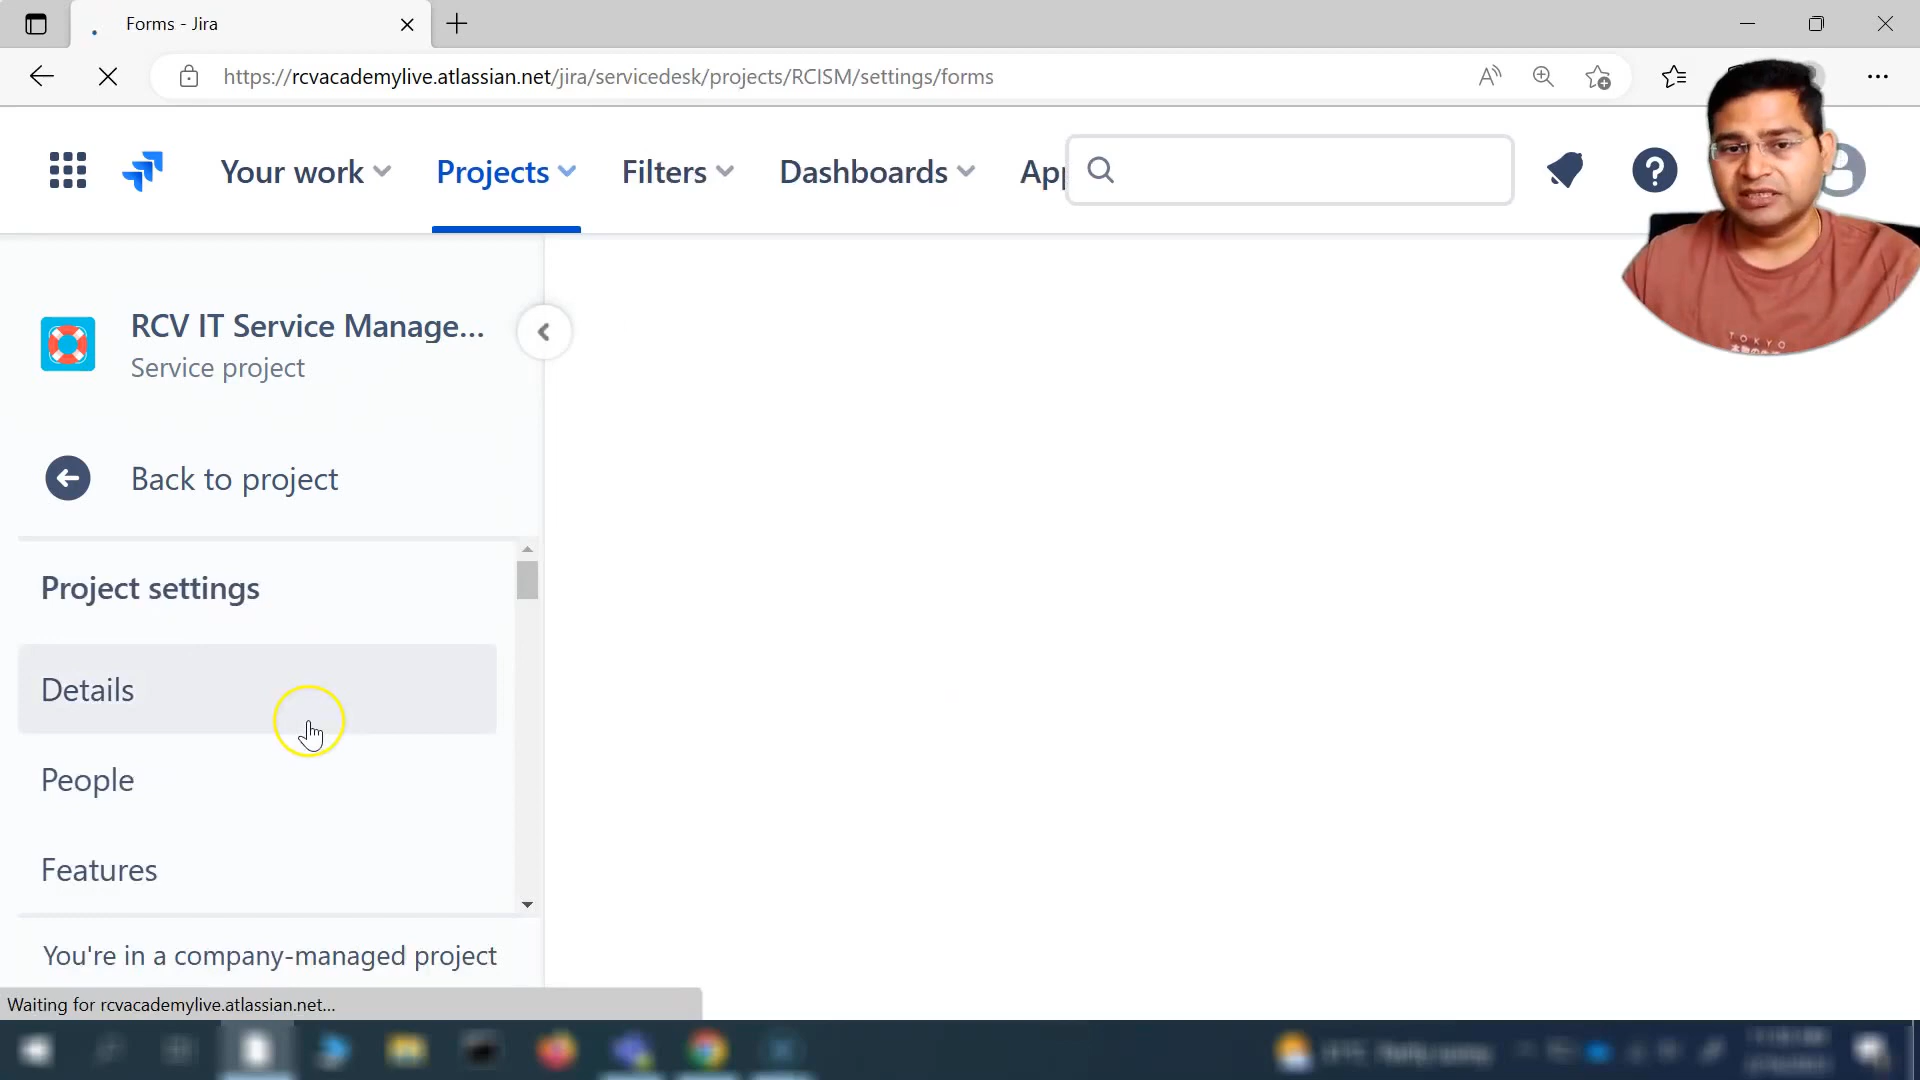 Forms - Jira
https://rcvacademylive.atlassian.net/jira/servicedesk/projects/RCISM/settings/forms
Your work
Projects
Filters
Dashboards
RCV IT Service Manage...
Service project
Back to project
Project settings
Details
People
Features
You're in a company-managed project
Waiting for rcvacademylive.atlassian.net...
TOKYO